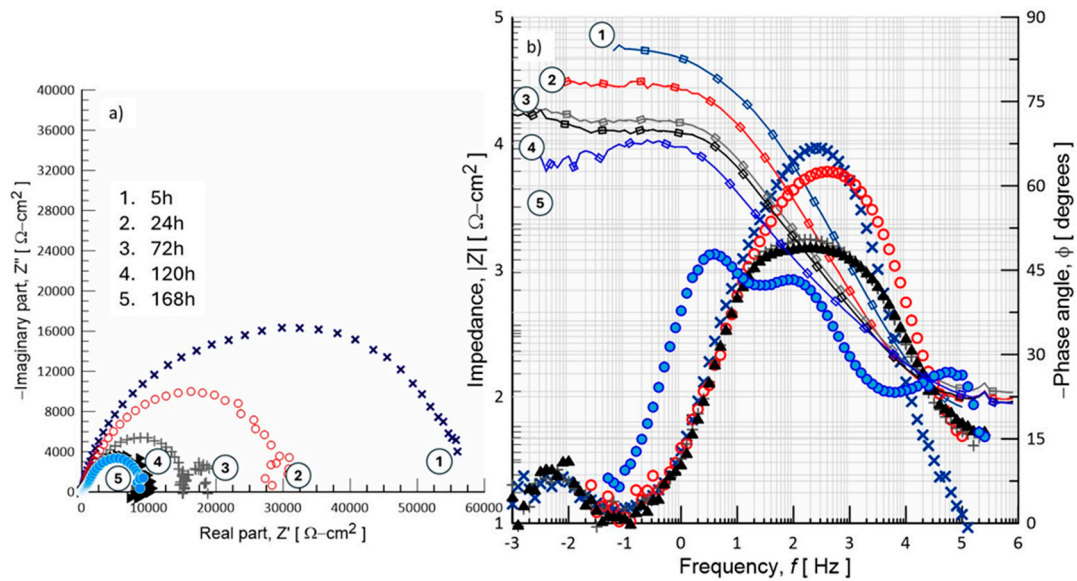 a)
40000
36000
32000
28000
24000
20000
16000
12000
8000
4000
0
−Imaginary part, Z" [ Ω−cm²]
1. 5h
2. 24h
3. 72h
4. 120h
5. 168h
1
2
3
4
5
0 10000 20000 30000 40000 50000 60000
Real part, Z' [ Ω−cm²]
b)
5
4
3
2
1
Impedance, |Z| [ Ω−cm²]
1
2
3
4
5
90
75
60
45
30
15
0
−Phase angle, ϕ [ degrees ]
-3 -2 -1 0 1 2 3 4 5 6
Frequency, f [ Hz ]